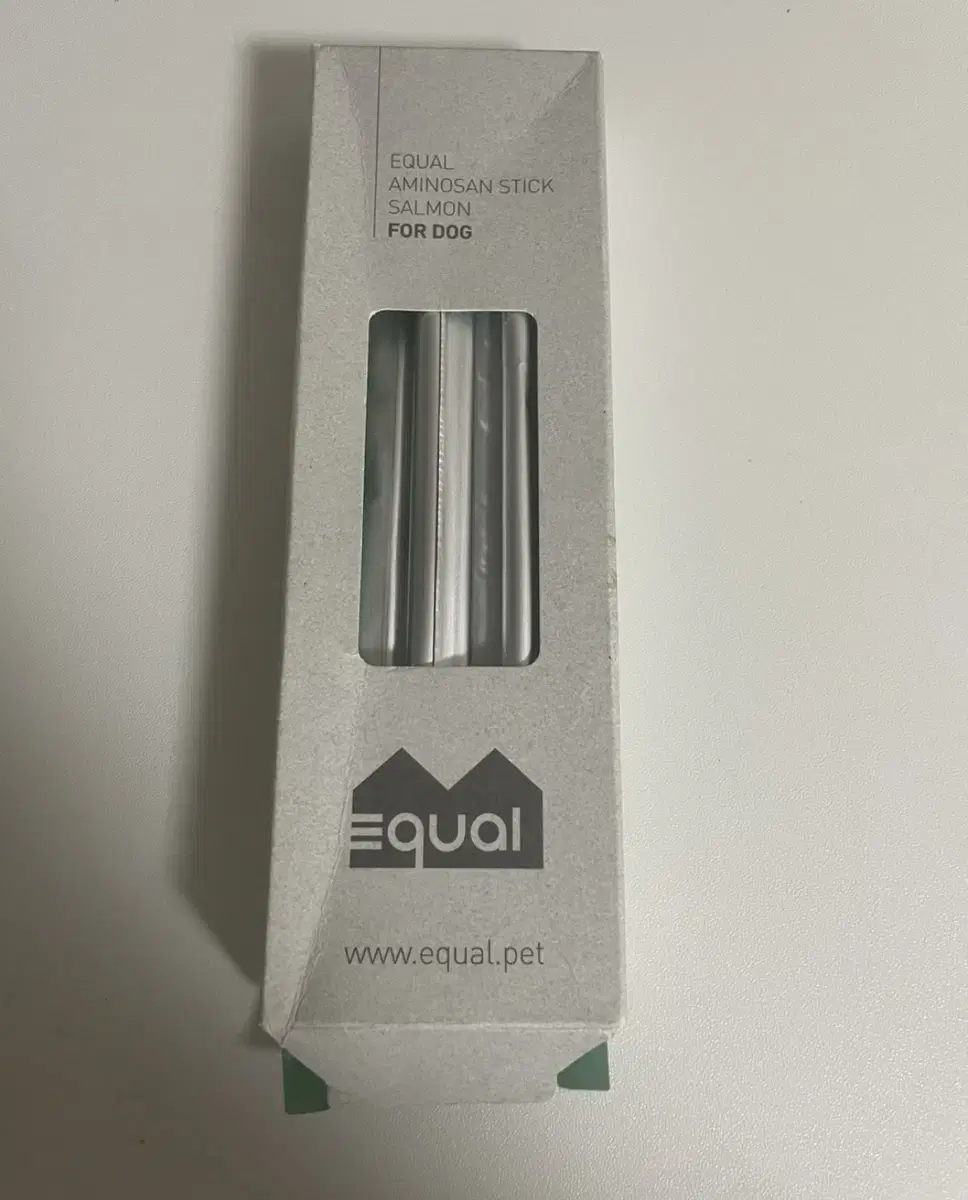 EQUAL
AMINOSAN STICK
SALMON
FOR DOG
Equal
www.equal.pet